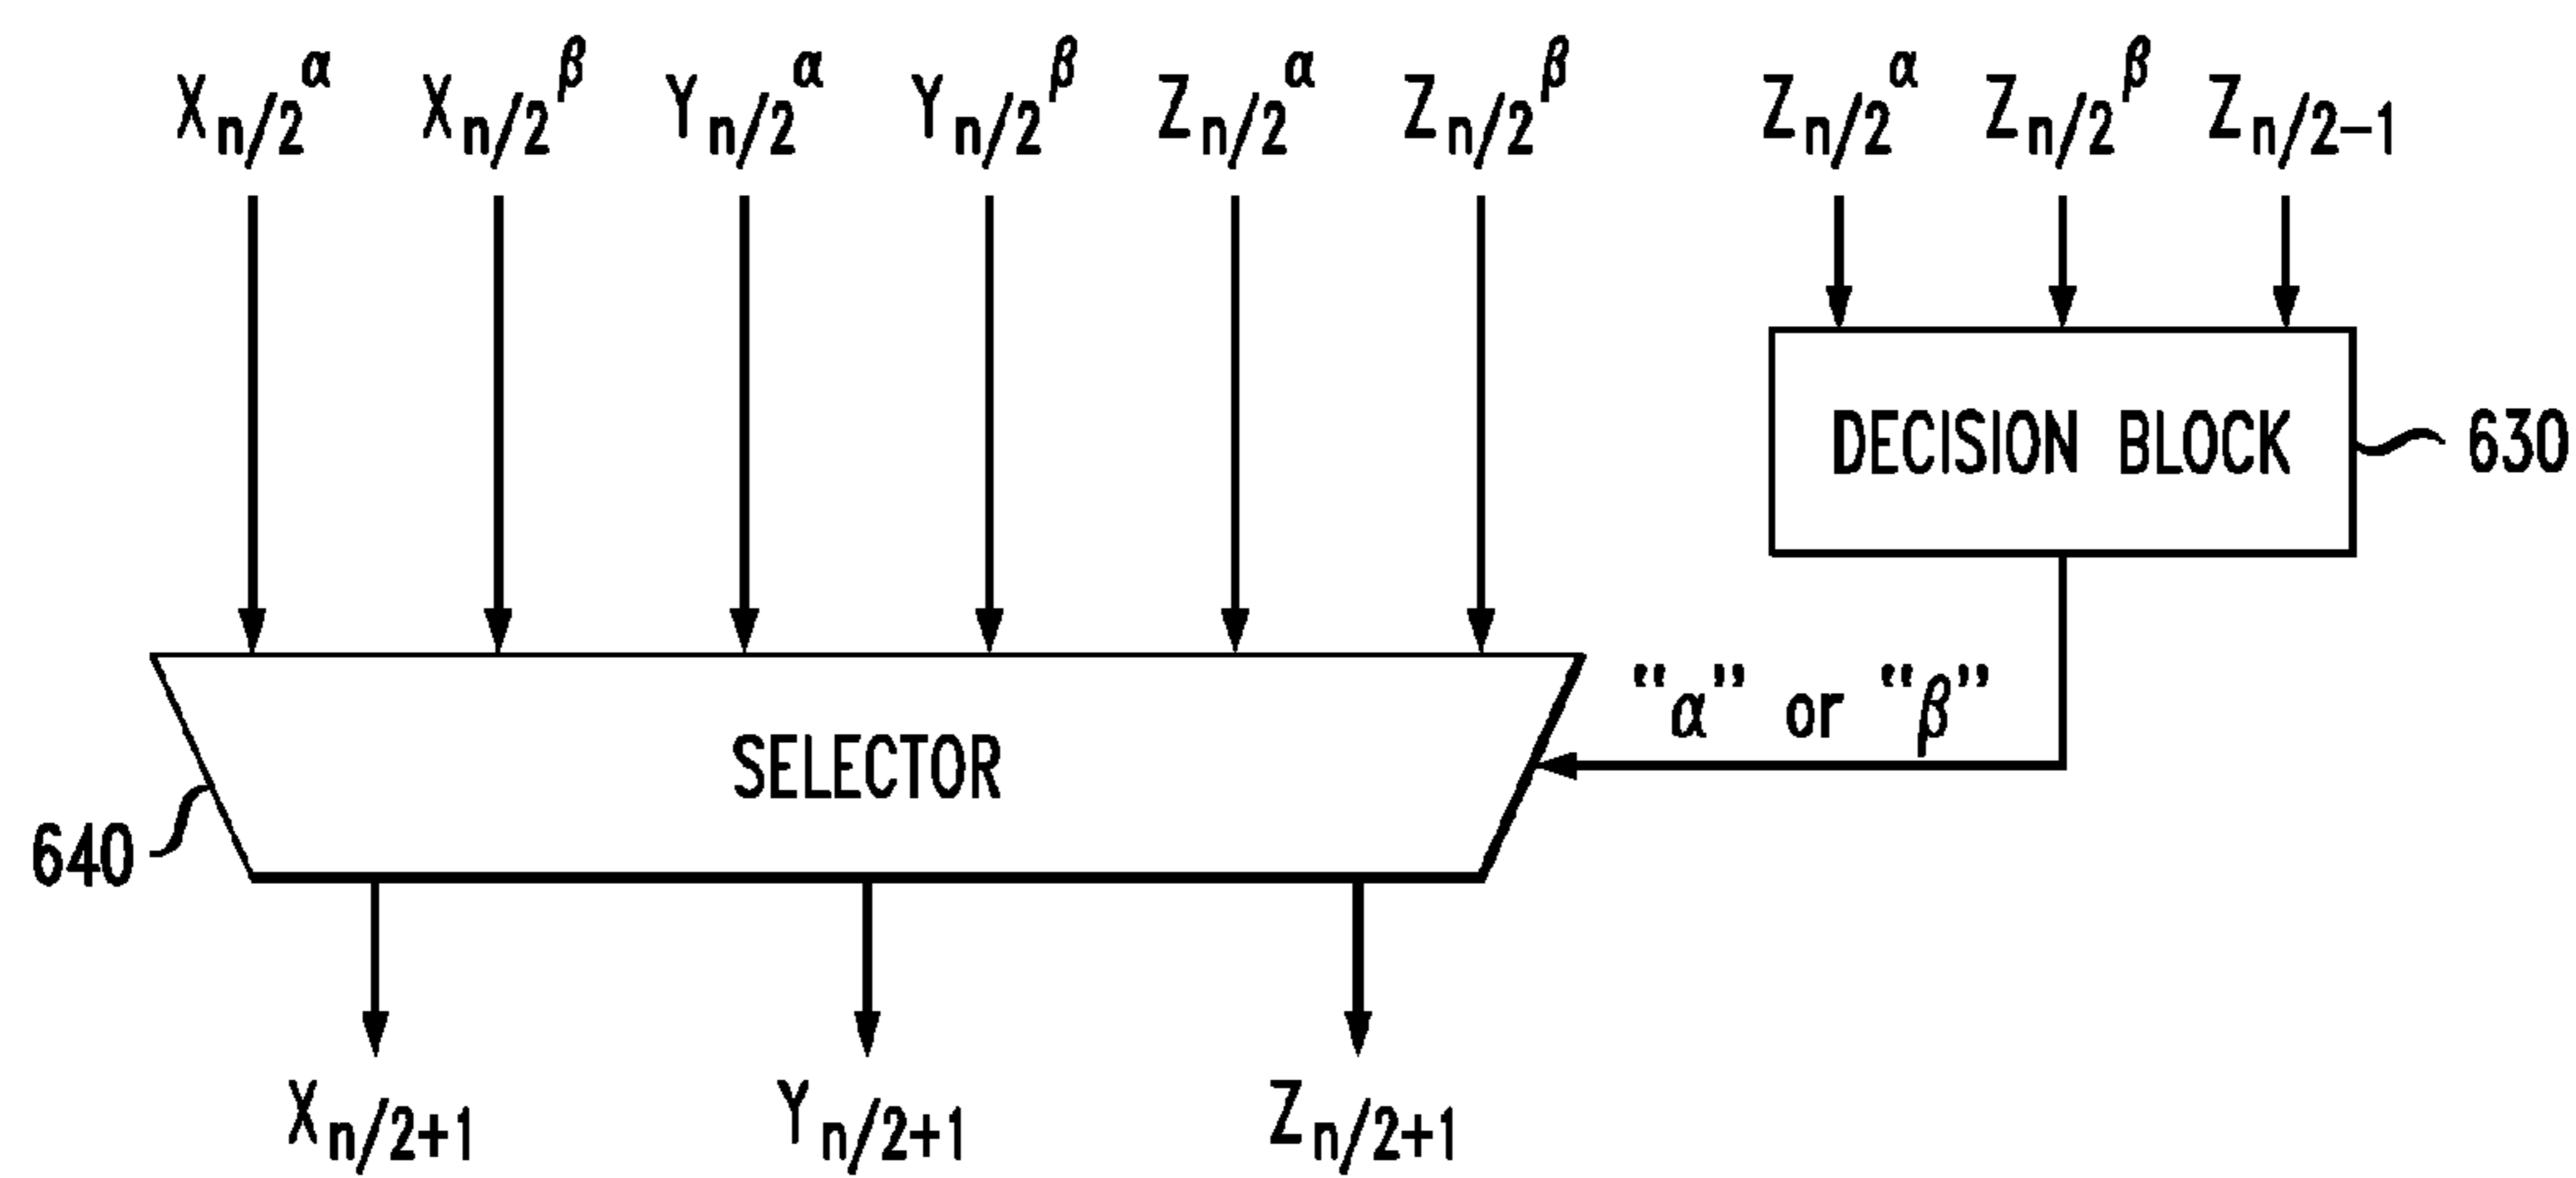 Xn/2α Xn/2β Yn/2α Yn/2β Zn/2α Zn/2β Zn/2α Zn/2β Zn/2−1
DECISION BLOCK 630
"α" or "β"
SELECTOR
640
Xn/2+1 Yn/2+1 Zn/2+1